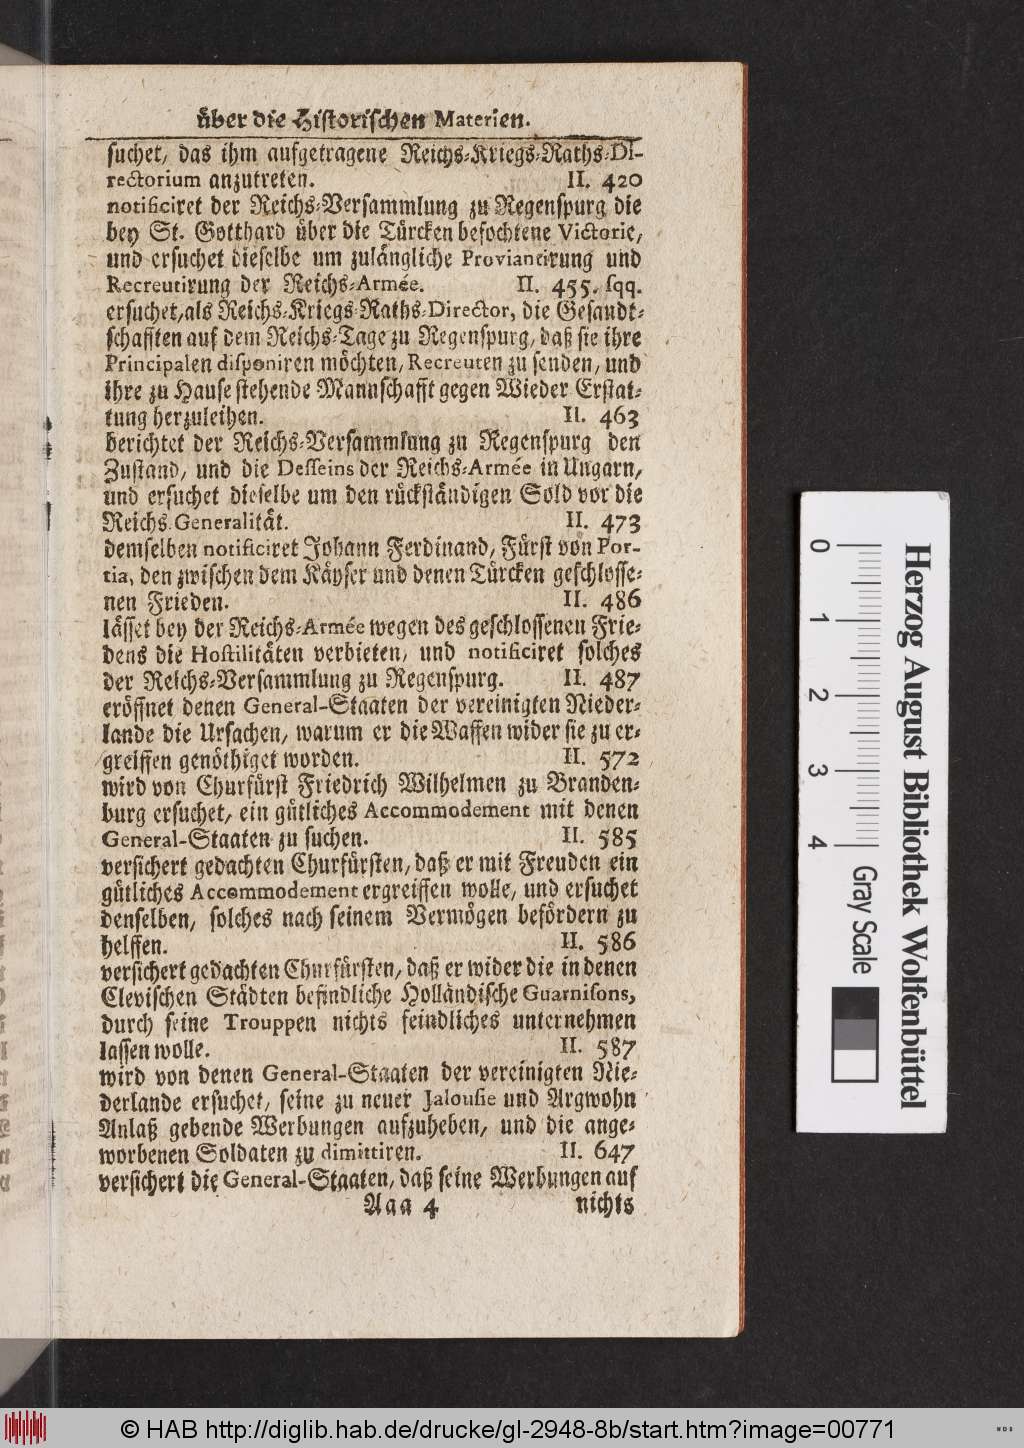 über die Historischen Materien.
suchet, das ihm aufgetragene Reichs-Kriegs-Raths-Di-
rectorium anzutreten. II. 420
notificiret der Reichs-Versammlung zu Regenspurg die
bey St. Gotthard über die Türcken befochtene Victorie,
und ersuchet dieselbe um zulängliche Proviantirung und
Recreutirung der Reichs-Armée. II. 455. sqq.
ersuchet, als Reichs-Kriegs-Raths-Director, die Gesandt-
schafften auf dem Reichs-Tage zu Regenspurg, daß sie ihre
Principalen disponiren möchten, Recreuten zu senden, und
ihre zu Hause stehende Mannschafft gegen Wieder Erstat-
tung herzuleihen. II. 463
berichtet der Reichs-Versammlung zu Regenspurg den
Zustand, und die Desseins der Reichs-Armée in Ungarn,
und ersuchet dieselbe um den rückständigen Sold vor die
Reichs-Generalität. II. 473
demselben notificiret Johann Ferdinand, Fürst von Por-
tia, den zwischen dem Käyser und denen Türcken geschlosse-
nen Frieden. II. 486
lässet bey der Reichs-Armée wegen des geschlossenen Frie-
dens die Hostilitäten verbieten, und notificiret solches
der Reichs-Versammlung zu Regenspurg. II. 487
eröffnet denen General-Staaten der vereinigten Nieder-
lande die Ursachen, warum er die Waffen wider sie zu er-
greiffen genöthiget worden. II. 572
wird von Churfürst Friedrich Wilhelmen zu Branden-
burg ersuchet, ein gütliches Accommodement mit denen
General-Staaten zu suchen. II. 585
versichert gedachten Churfürsten, daß er mit Freuden ein
gütliches Accommodement ergreiffen wolle, und ersuchet
denselben, solches nach seinem Vermögen befördern zu
helffen. II. 586
versichert gedachten Churfürsten, daß er wider die in denen
Clevischen Städten befindliche Holländische Guarnisons,
durch seine Trouppen nichts feindliches unternehmen
lassen wolle. II. 587
wird von denen General-Staaten der vereinigten Nie-
derlande ersuchet, seine zu neuer Jalousie und Argwohn
Anlaß gebende Werbungen aufzuheben, und die ange-
worbenen Soldaten zu dimittiren. II. 647
versichert die General-Staaten, daß seine Werbungen auf
Aaa 4 nichts
0 1 2 3 4
Gray Scale
Herzog August Bibliothek Wolfenbüttel
© HAB http://diglib.hab.de/drucke/gl-2948-8b/start.htm?image=00771